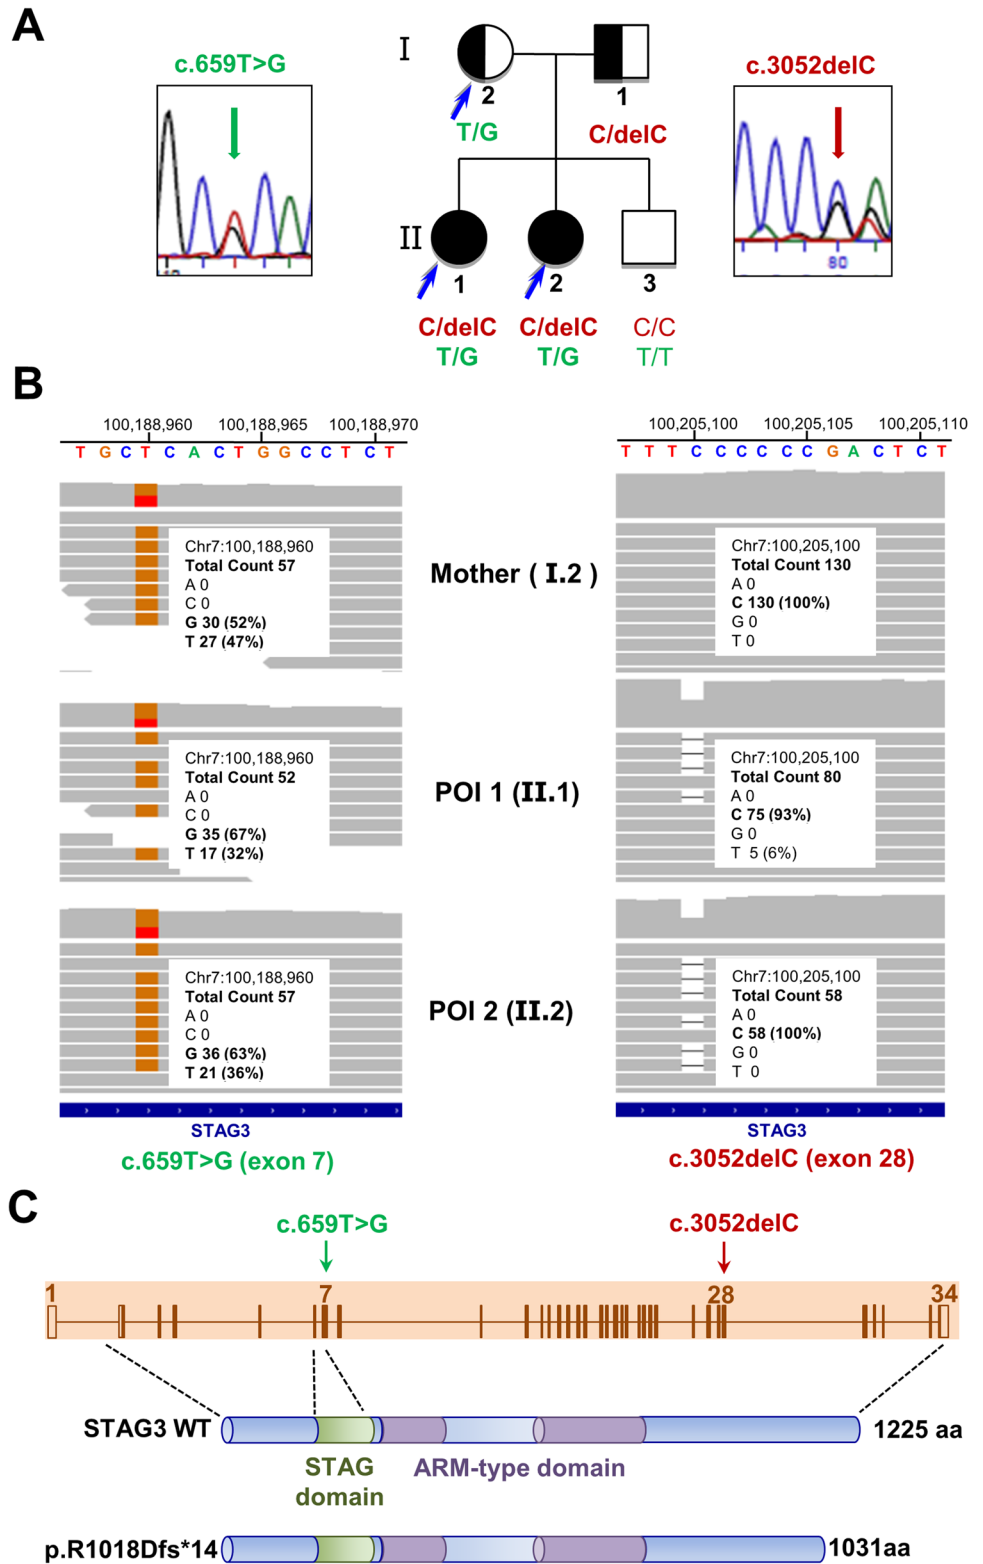 A
c.659T>G
I
2
1
T/G
C/delC
c.3052delC
80
II
1
2
3
C/delC
C/delC
C/C
T/G
T/G
T/T
B
100,188,960
100,188,965
100,188,970
T G C T C A C T G G C C T C T
100,205,100
100,205,105
100,205,110
T T T C C C C C C G A C T C T
Chr7:100,188,960
Total Count 57
A 0
C 0
G 30 (52%)
T 27 (47%)
Mother ( I.2 )
Chr7:100,205,100
Total Count 130
A 0
C 130 (100%)
G 0
T 0
Chr7:100,188,960
Total Count 52
A 0
C 0
G 35 (67%)
T 17 (32%)
POI 1 (II.1)
Chr7:100,205,100
Total Count 80
A 0
C 75 (93%)
G 0
T 5 (6%)
Chr7:100,188,960
Total Count 57
A 0
C 0
G 36 (63%)
T 21 (36%)
POI 2 (II.2)
Chr7:100,205,100
Total Count 58
A 0
C 58 (100%)
G 0
T 0
STAG3
STAG3
c.659T>G (exon 7)
c.3052delC (exon 28)
C
c.659T>G
c.3052delC
1
7
28
34
STAG3 WT
1225 aa
STAG
domain
ARM-type domain
p.R1018Dfs*14
1031aa